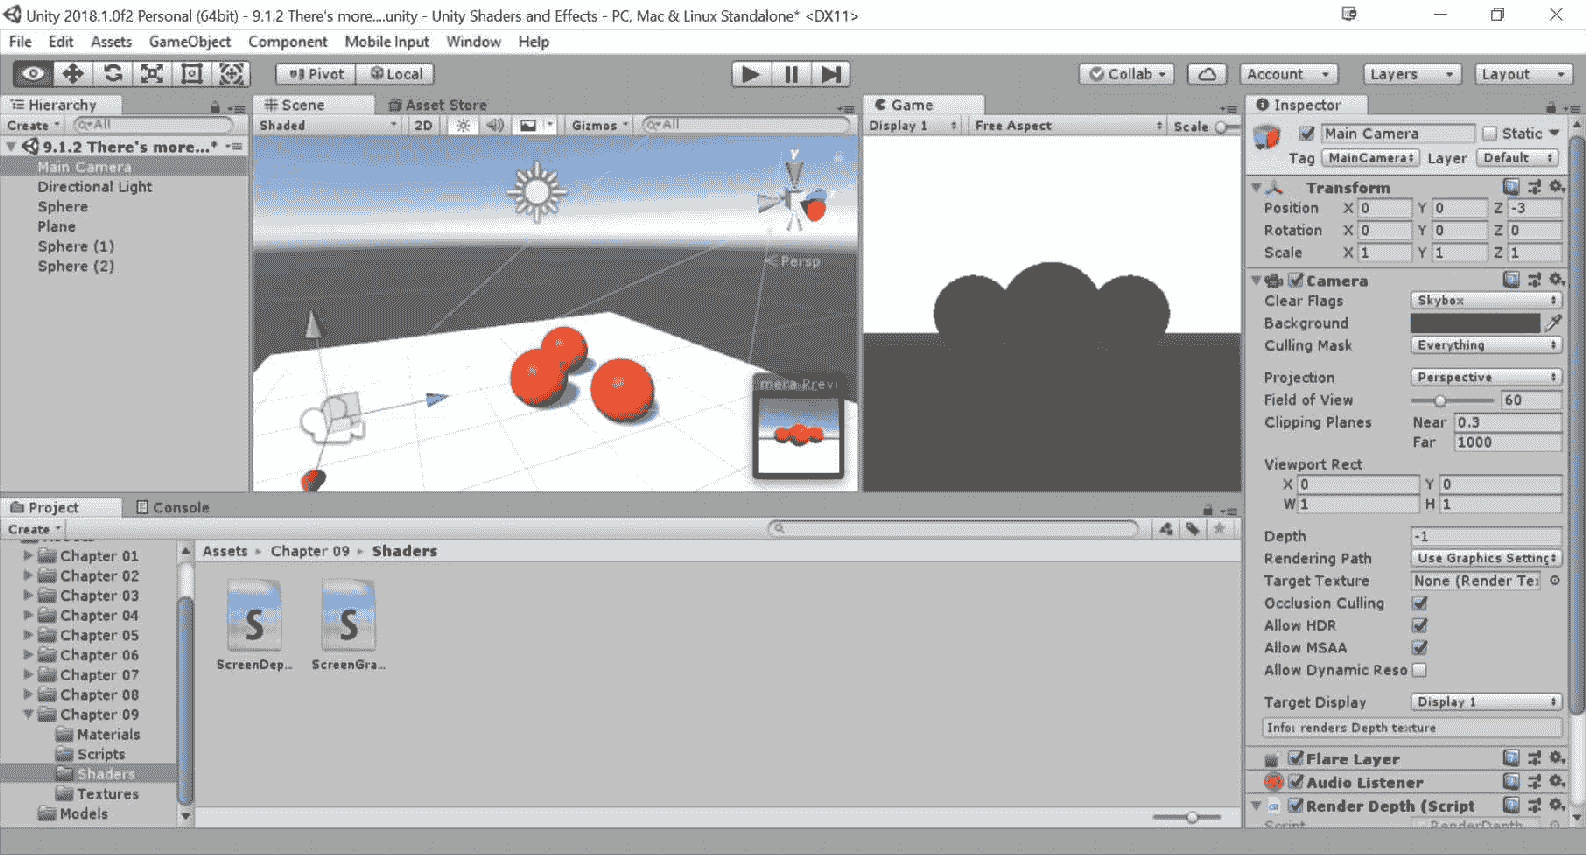 Unity 2018.1.0f2 Personal (64bit) - 9.1.2 There's more....unity - Unity Shaders and Effects - PC, Mac & Linux Standalone* <DX11>
File Edit Assets GameObject Component Mobile Input Window Help
Pivot Local Collab Account Layers Layout
Hierarchy
Create All
9.1.2 There's more...*
Main Camera
Directional Light
Sphere
Plane
Sphere (1)
Sphere (2)
Scene Asset Store
Shaded 2D Gizmos All
y
Persp
mera Previ
Game
Display 1 Free Aspect Scale
Inspector
Main Camera Static
Tag MainCamera Layer Default
Transform
Position X 0 Y 0 Z -3
Rotation X 0 Y 0 Z 0
Scale X 1 Y 1 Z 1
Camera
Clear Flags Skybox
Background
Culling Mask Everything
Projection Perspective
Field of View 60
Clipping Planes Near 0.3
Far 1000
Viewport Rect
X 0 Y 0
W 1 H 1
Depth -1
Rendering Path Use Graphics Setting
Target Texture None (Render Te
Occlusion Culling
Allow HDR
Allow MSAA
Allow Dynamic Reso
Target Display Display 1
Info: renders Depth texture
Flare Layer
Audio Listener
Render Depth (Script
Script RenderDepth
Project Console
Create
Chapter 01
Chapter 02
Chapter 03
Chapter 04
Chapter 05
Chapter 06
Chapter 07
Chapter 08
Chapter 09
Materials
Scripts
Shaders
Textures
Models
Assets Chapter 09 Shaders
S S
ScreenDep... ScreenGra...